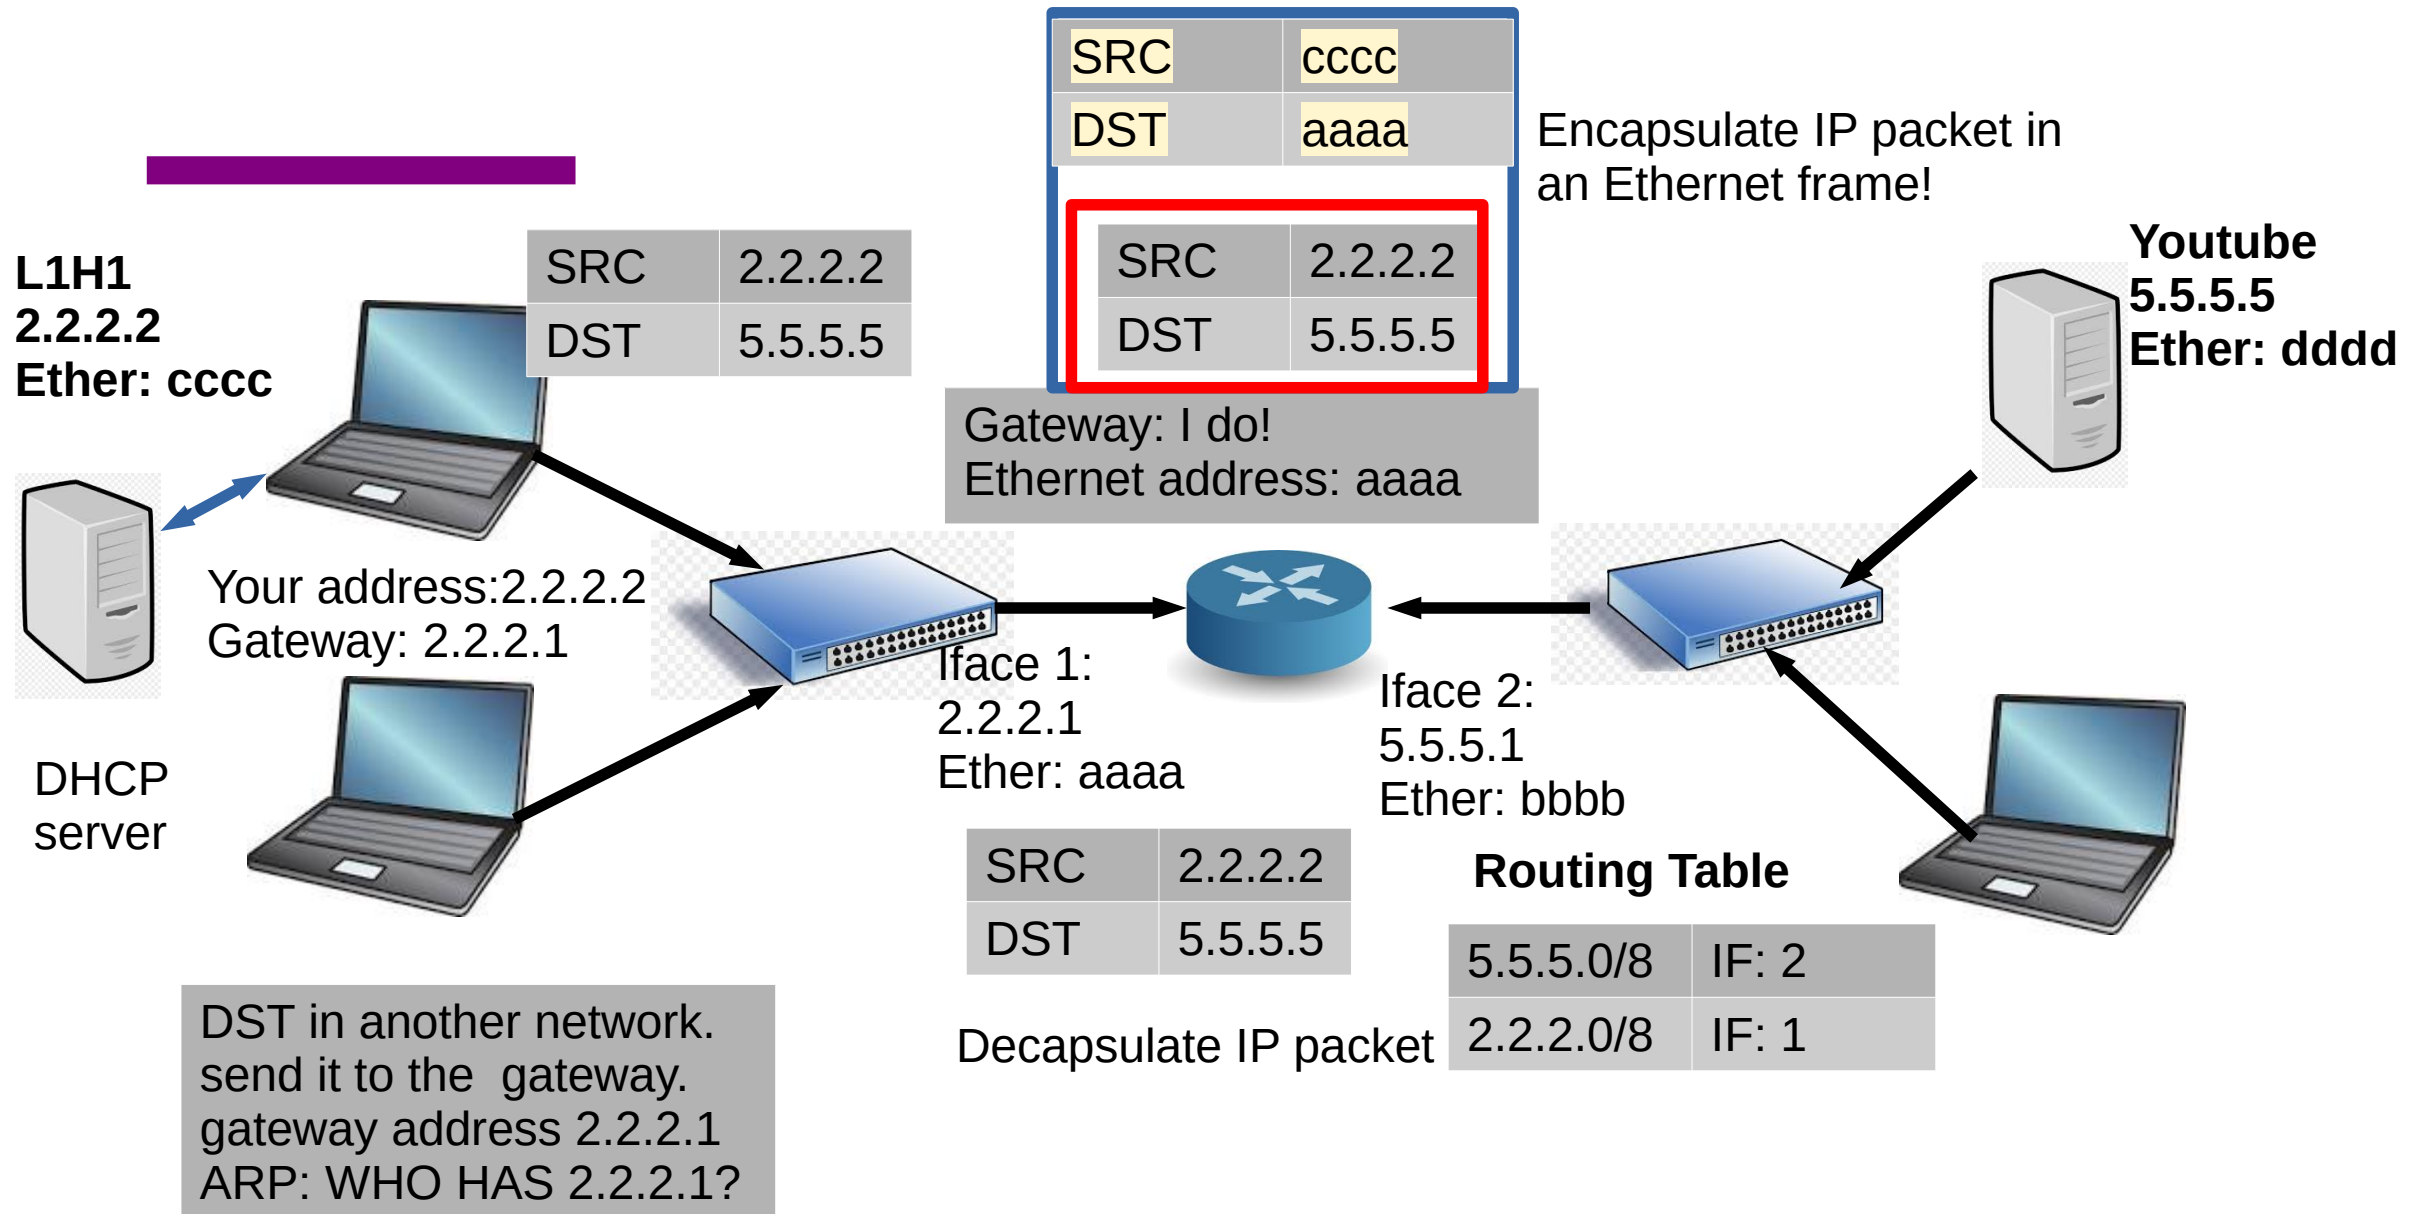 SRC cccc
DST aaaa
Encapsulate IP packet in
an Ethernet frame!
SRC 2.2.2.2
DST 5.5.5.5
L1H1
2.2.2.2
Ether: cccc
SRC 2.2.2.2
DST 5.5.5.5
Youtube
5.5.5.5
Ether: dddd
Gateway: I do!
Ethernet address: aaaa
Your address:2.2.2.2
Gateway: 2.2.2.1
DHCP
server
Iface 1:
2.2.2.1
Ether: aaaa
Iface 2:
5.5.5.1
Ether: bbbb
SRC 2.2.2.2
DST 5.5.5.5
Decapsulate IP packet
Routing Table
5.5.5.0/8 IF: 2
2.2.2.0/8 IF: 1
DST in another network.
send it to the  gateway.
gateway address 2.2.2.1
ARP: WHO HAS 2.2.2.1?